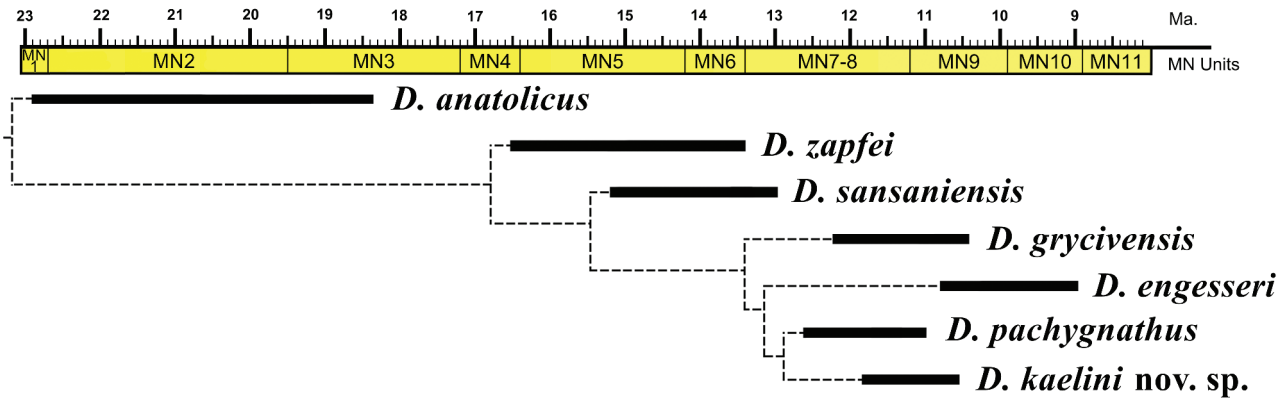 23 22 21 20 19 18 17 16 15 14 13 12 11 10 9 Ma.
MN 1 MN2 MN3 MN4 MN5 MN6 MN7-8 MN9 MN10 MN11 MN Units
D. anatolicus
D. zapfei
D. sansaniensis
D. grycivensis
D. engesseri
D. pachygnathus
D. kaelini nov. sp.